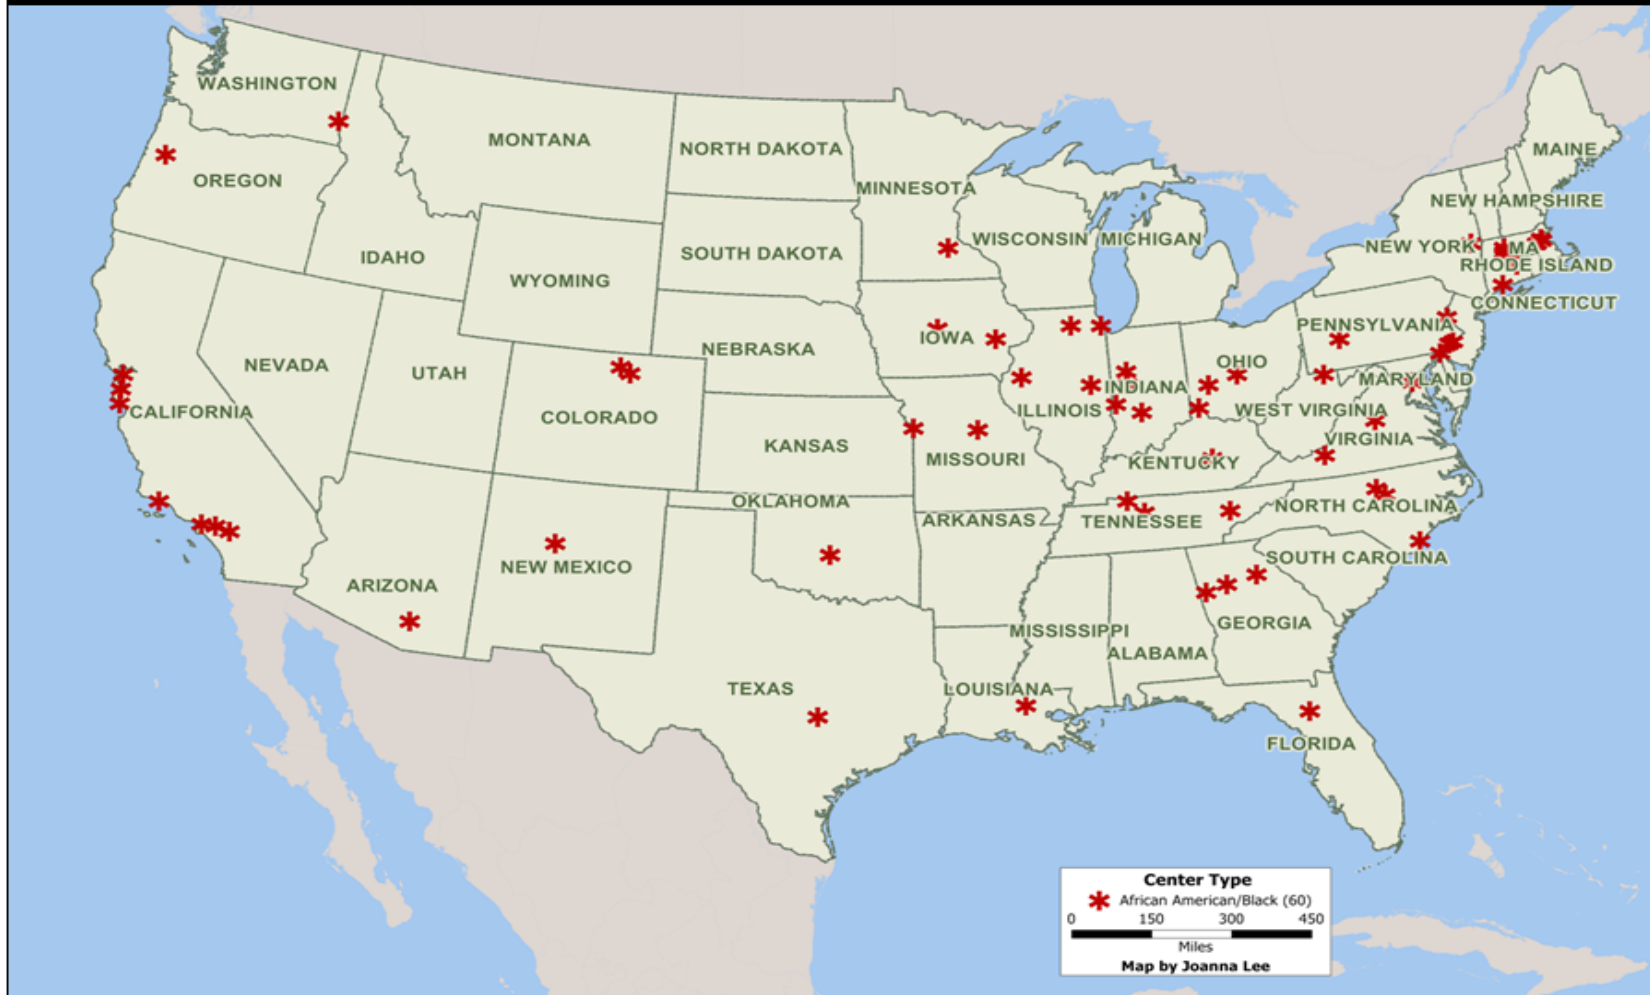 WASHINGTON
MONTANA
NORTH DAKOTA
MAINE
OREGON
MINNESOTA
NEW HAMPSHIRE
IDAHO
SOUTH DAKOTA
WISCONSIN
MICHIGAN
NEW YORK
MA
RHODE ISLAND
WYOMING
CONNECTICUT
PENNSYLVANIA
IOWA
NEBRASKA
NEVADA
UTAH
OHIO
MARYLAND
INDIANA
CALIFORNIA
COLORADO
ILLINOIS
WEST VIRGINIA
VIRGINIA
KANSAS
MISSOURI
KENTUCKY
OKLAHOMA
NORTH CAROLINA
ARKANSAS
TENNESSEE
SOUTH CAROLINA
NEW MEXICO
ARIZONA
GEORGIA
MISSISSIPPI
ALABAMA
TEXAS
LOUISIANA
FLORIDA
Center Type
African American/Black (60)
0 150 300 450
Miles
Map by Joanna Lee